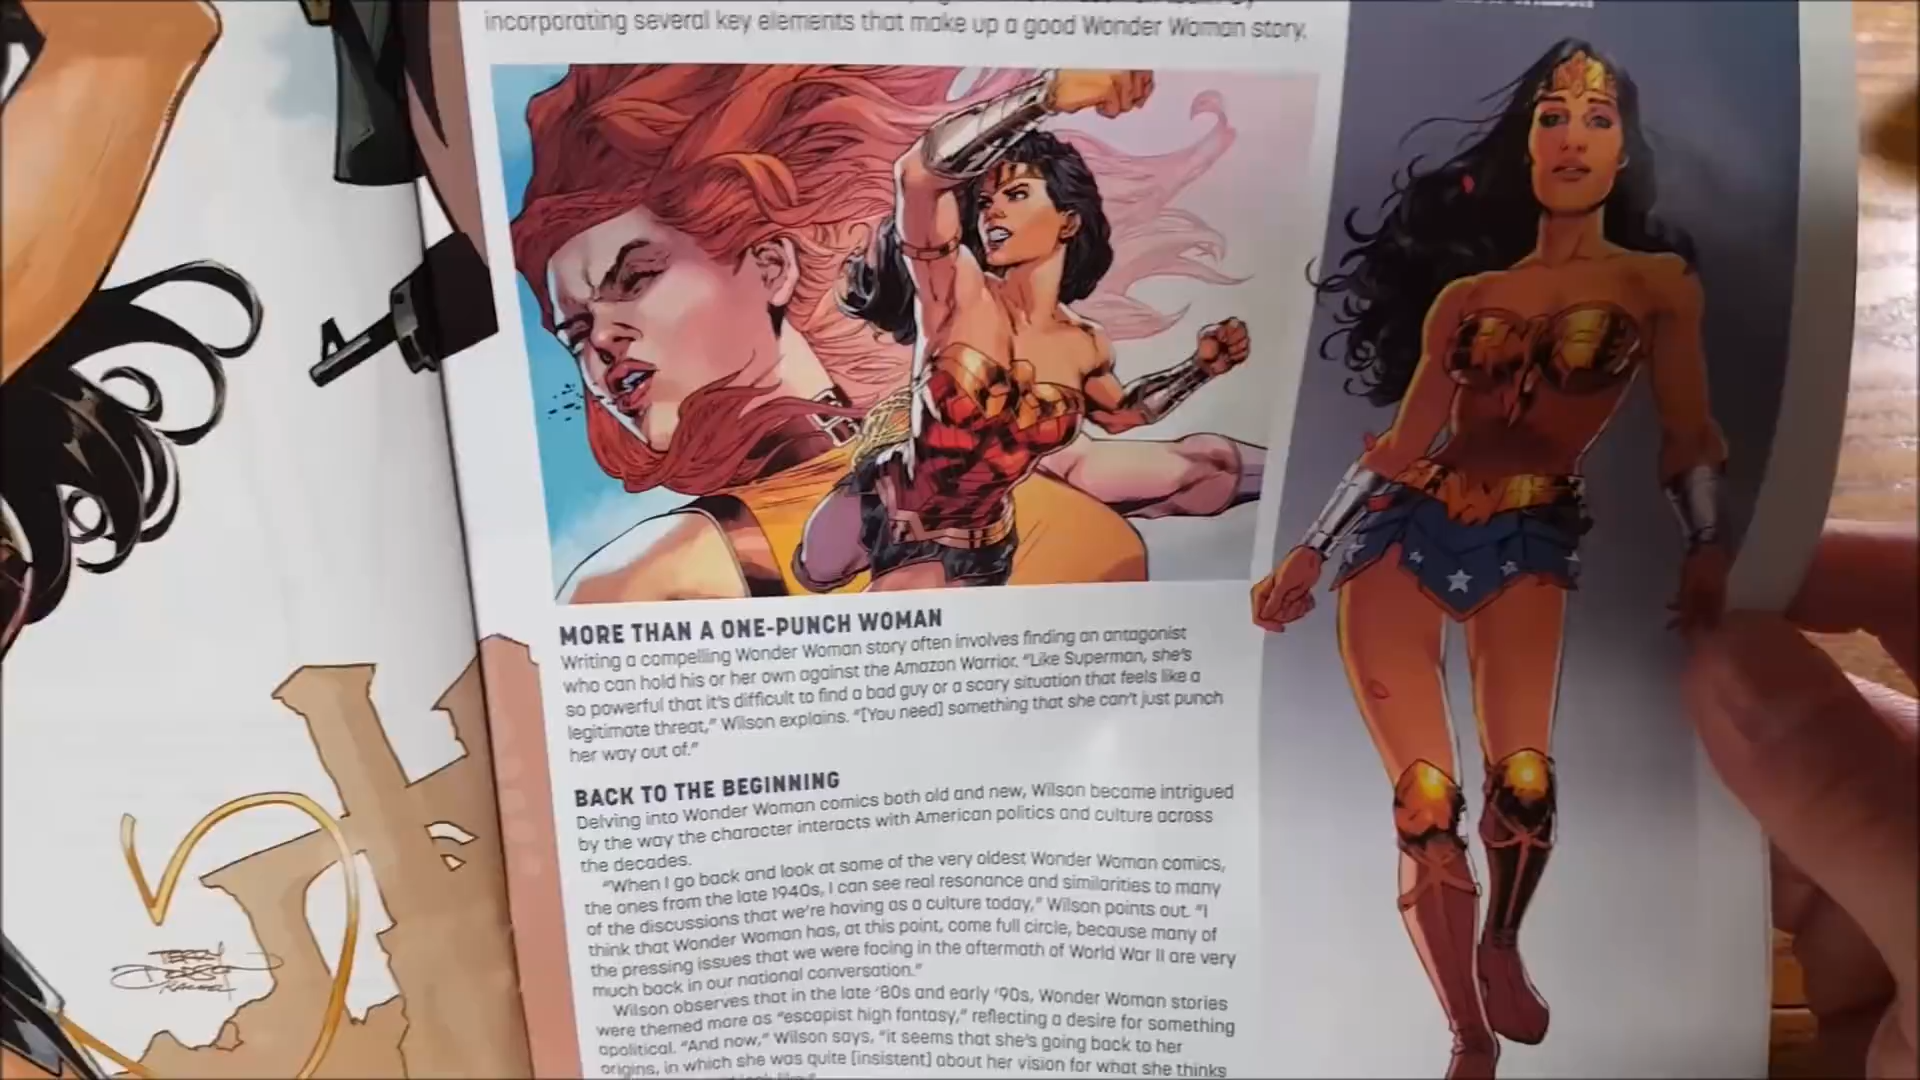 incorporating several key elements that make up a good Wonder Woman story.
MORE THAN A ONE-PUNCH WOMAN
Writing a compelling Wonder Woman story often involves finding an antagonist
who can hold his or her own against the Amazon Warrior. “Like Superman, she’s
so powerful that it’s difficult to find a bad guy or a scary situation that feels like a
legitimate threat,” Wilson explains. “[You need] something that she can’t just punch
her way out of.”
BACK TO THE BEGINNING
Delving into Wonder Woman comics both old and new, Wilson became intrigued
by the way the character interacts with American politics and culture across
the decades.
“When I go back and look at some of the very oldest Wonder Woman comics,
the ones from the late 1940s, I can see real resonance and similarities to many
of the discussions that we’re having as a culture today,” Wilson points out. “I
think that Wonder Woman has, at this point, come full circle, because many of
the pressing issues that we were facing in the aftermath of World War II are very
much back in our national conversation.”
Wilson observes that in the late ’80s and early ’90s, Wonder Woman stories
were themed more as “escapist high fantasy,” reflecting a desire for something
apolitical. “And now,” Wilson says, “it seems that she’s going back to her
origins, in which she was quite [insistent] about her vision for what she thinks
TERRY
DODSON